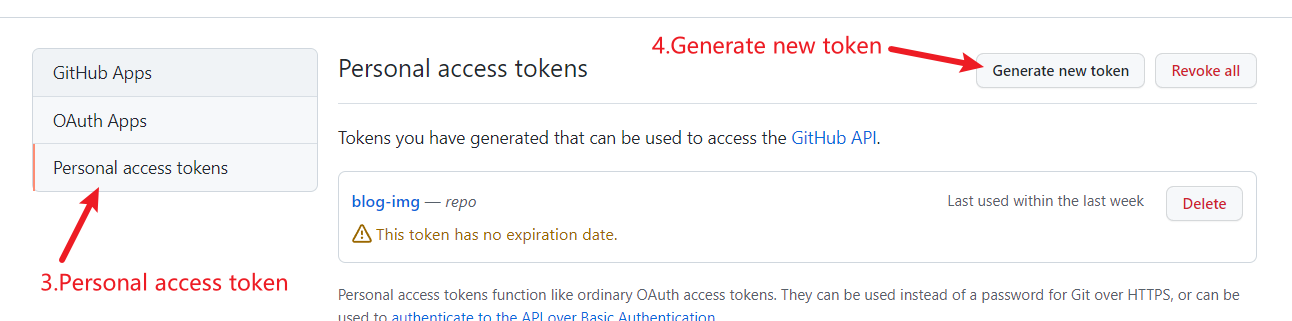 4.Generate new token
GitHub Apps
Personal access tokens
Generate new token
Revoke all
OAuth Apps
Tokens you have generated that can be used to access the GitHub API.
Personal access tokens
blog-img — repo
Last used within the last week
Delete
This token has no expiration date.
3.Personal access token
Personal access tokens function like ordinary OAuth access tokens. They can be used instead of a password for Git over HTTPS, or can be
used to authenticate to the API over Basic Authentication.